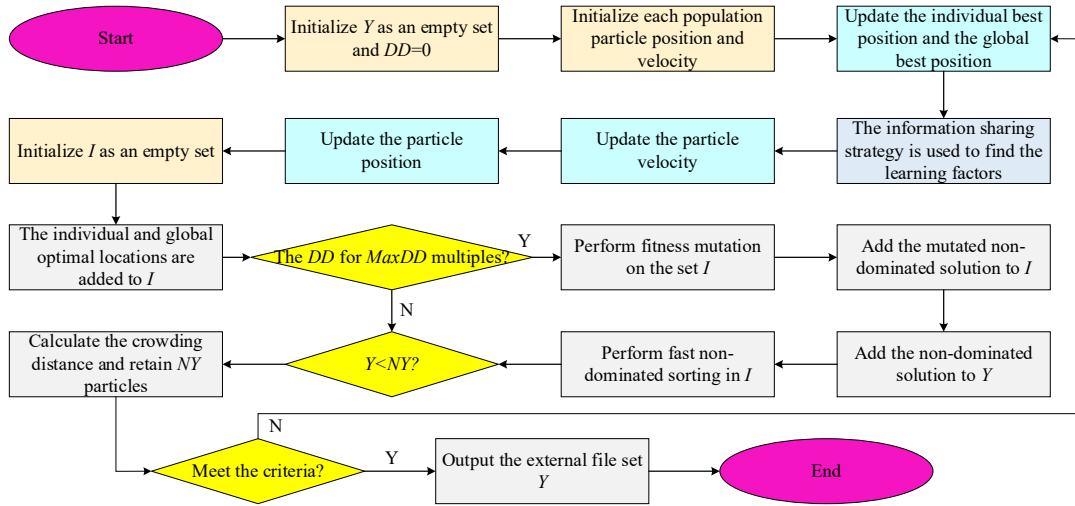 Start
Initialize Y as an empty set
and DD=0
Initialize each population
particle position and
velocity
Update the individual best
position and the global
best position
Initialize I as an empty set
Update the particle
position
Update the particle
velocity
The information sharing
strategy is used to find the
learning factors
The individual and global
optimal locations are
added to I
The DD for MaxDD multiples?
Y
Perform fitness mutation
on the set I
Add the mutated non-
dominated solution to I
N
Calculate the crowding
distance and retain NY
particles
Y<NY?
Perform fast non-
dominated sorting in I
Add the non-dominated
solution to Y
N
Meet the criteria?
Y
Output the external file set
Y
End